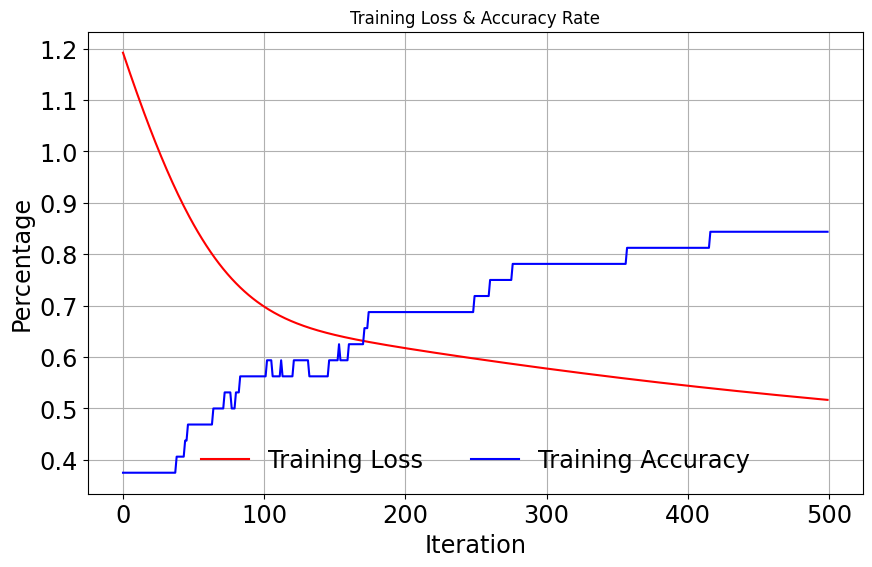 Training Loss & Accuracy Rate
1.2
1.1
1.0
0.9
0.8
0.7
0.6
0.5
0.4
Percentage
Training Loss
Training Accuracy
0 100 200 300 400 500
Iteration